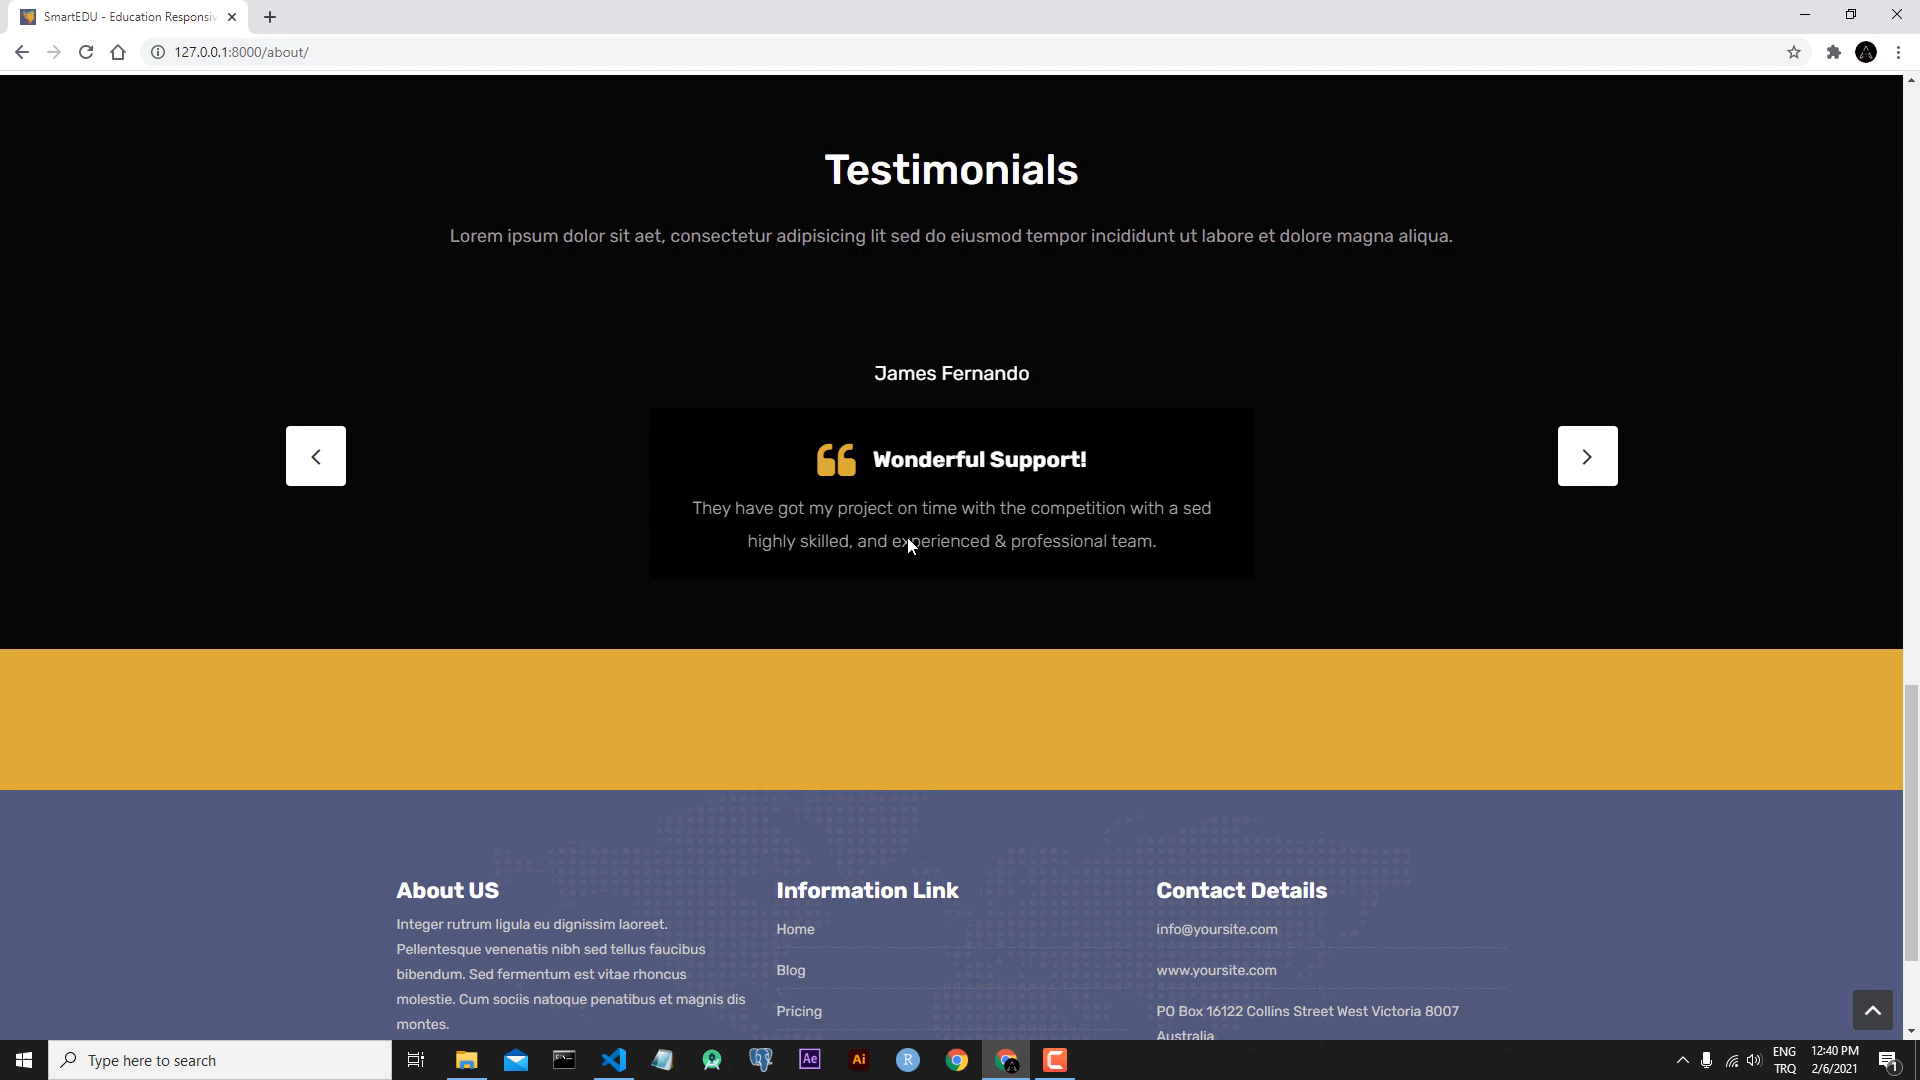 SmartEDU - Education Responsiv
127.0.0.1:8000/about/
Testimonials
Lorem ipsum dolor sit aet, consectetur adipisicing lit sed do eiusmod tempor incididunt ut labore et dolore magna aliqua.
James Fernando
Wonderful Support!
They have got my project on time with the competition with a sed
highly skilled, and experienced & professional team.
About US
Integer rutrum ligula eu dignissim laoreet.
Pellentesque venenatis nibh sed tellus faucibus
bibendum. Sed fermentum est vitae rhoncus
molestie. Cum sociis natoque penatibus et magnis dis
montes.
Information Link
Home
Blog
Pricing
Contact Details
info@yoursite.com
www.yoursite.com
PO Box 16122 Collins Street West Victoria 8007
Australia
Type here to search
Ae
Ai
R
ENG
TRQ
12:40 PM
2/6/2021
1